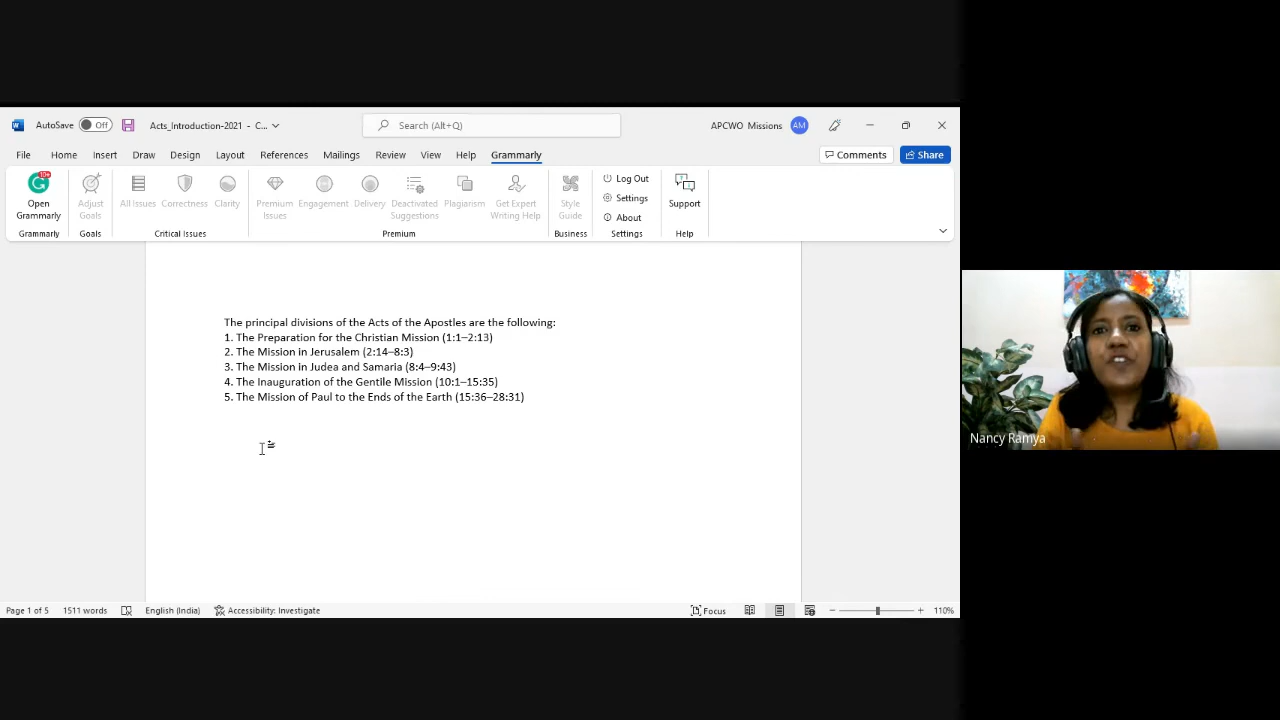 AutoSave Off Acts_Introduction-2021 - C... Search (Alt+Q) APCWO Missions AM
File Home Insert Draw Design Layout References Mailings Review View Help Grammarly Comments Share
Open Grammarly 10+ Adjust Goals All Issues Correctness Clarity Premium Issues Engagement Delivery Deactivated Suggestions Plagiarism Get Expert Writing Help Style Guide Log Out Settings About Support
Grammarly Goals Critical Issues Premium Business Settings Help
The principal divisions of the Acts of the Apostles are the following:
1. The Preparation for the Christian Mission (1:1–2:13)
2. The Mission in Jerusalem (2:14–8:3)
3. The Mission in Judea and Samaria (8:4–9:43)
4. The Inauguration of the Gentile Mission (10:1–15:35)
5. The Mission of Paul to the Ends of the Earth (15:36–28:31)
Nancy Ramya
Page 1 of 5 1511 words English (India) Accessibility: Investigate Focus 110%